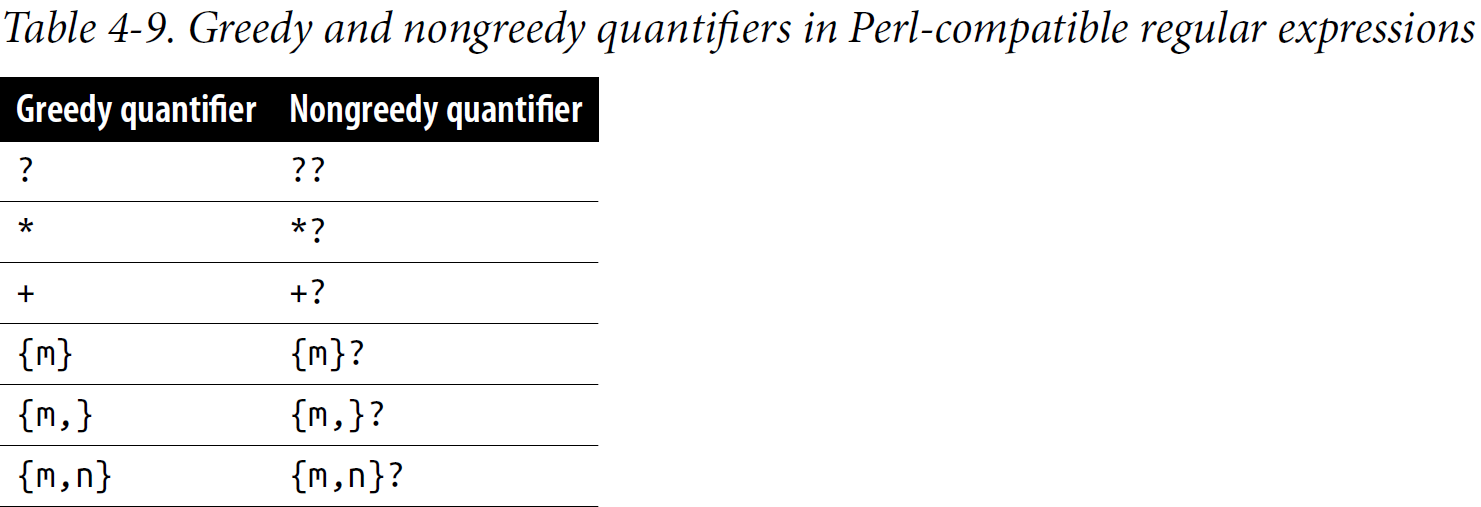 Table 4-9. Greedy and nongreedy quantifiers in Perl-compatible regular expressions
Greedy quantifier Nongreedy quantifier
? ??
* *?
+ +?
{m} {m}?
{m,} {m,}?
{m,n} {m,n}?